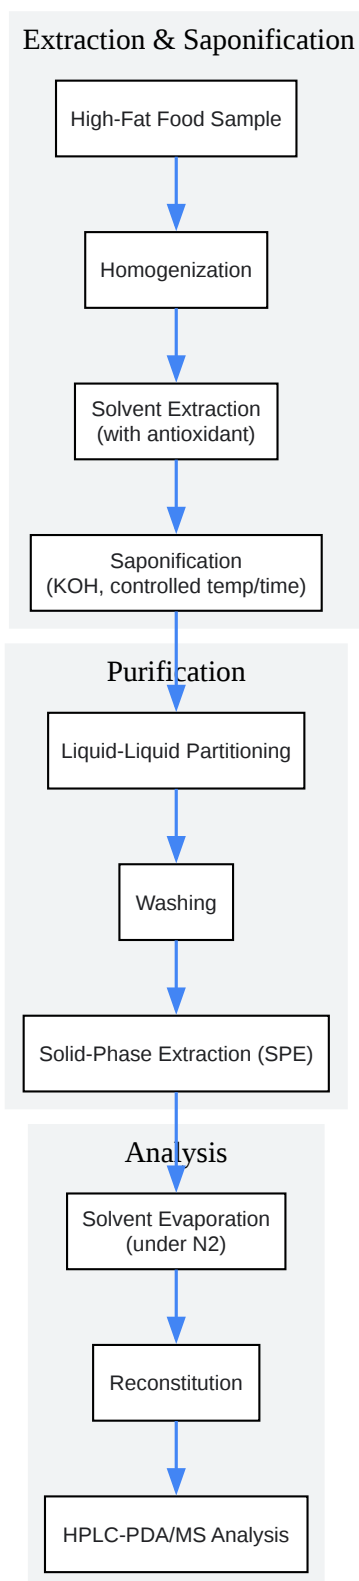 Extraction & Saponification
High-Fat Food Sample
Homogenization
Solvent Extraction
(with antioxidant)
Saponification
(KOH, controlled temp/time)
Purification
Liquid-Liquid Partitioning
Washing
Solid-Phase Extraction (SPE)
Analysis
Solvent Evaporation
(under N2)
Reconstitution
HPLC-PDA/MS Analysis